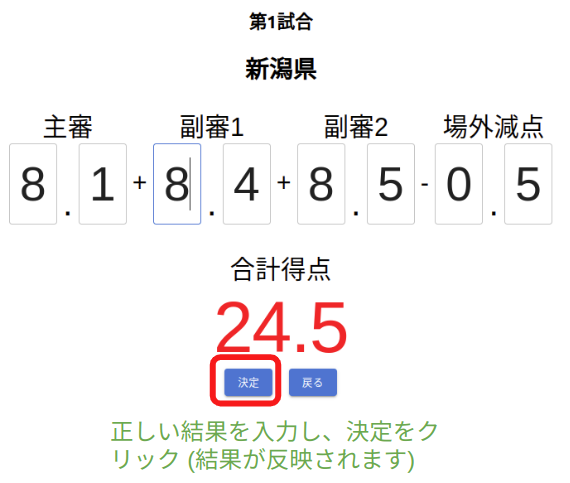 第1試合
新潟県
主審 副審1 副審2 場外減点
8 . 1 + 8 . 4 + 8 . 5 - 0 . 5
合計得点
24.5
決定 戻る
正しい結果を入力し、決定をク
リック (結果が反映されます)